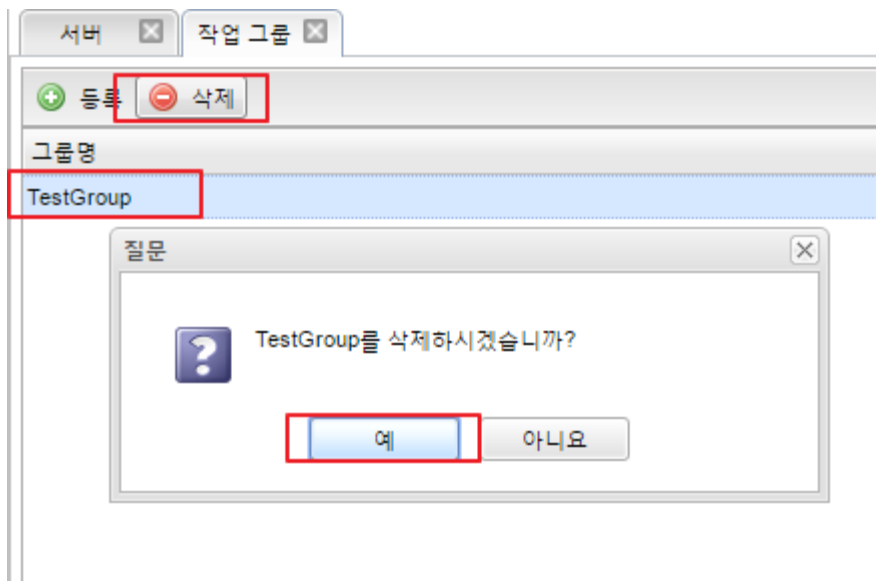 서버 작업 그룹
등록 삭제
그룹명
TestGroup
질문
TestGroup를 삭제하시겠습니까?
예 아니요